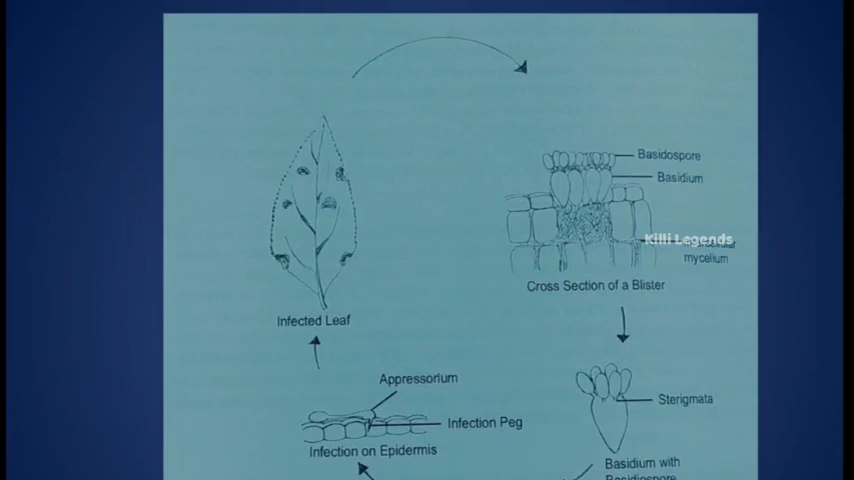 Basidospore
Basidium
Killi Legends
mycelium
Cross Section of a Blister
Infected Leaf
Appressorium
Sterigmata
Infection Peg
Infection on Epidermis
Basidium with
Basidiospore